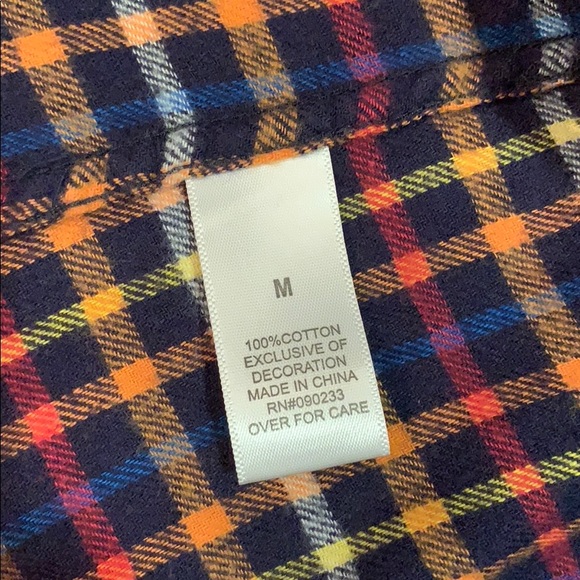 M
100%COTTON
EXCLUSIVE OF
DECORATION
MADE IN CHINA
RN#090233
OVER FOR CARE